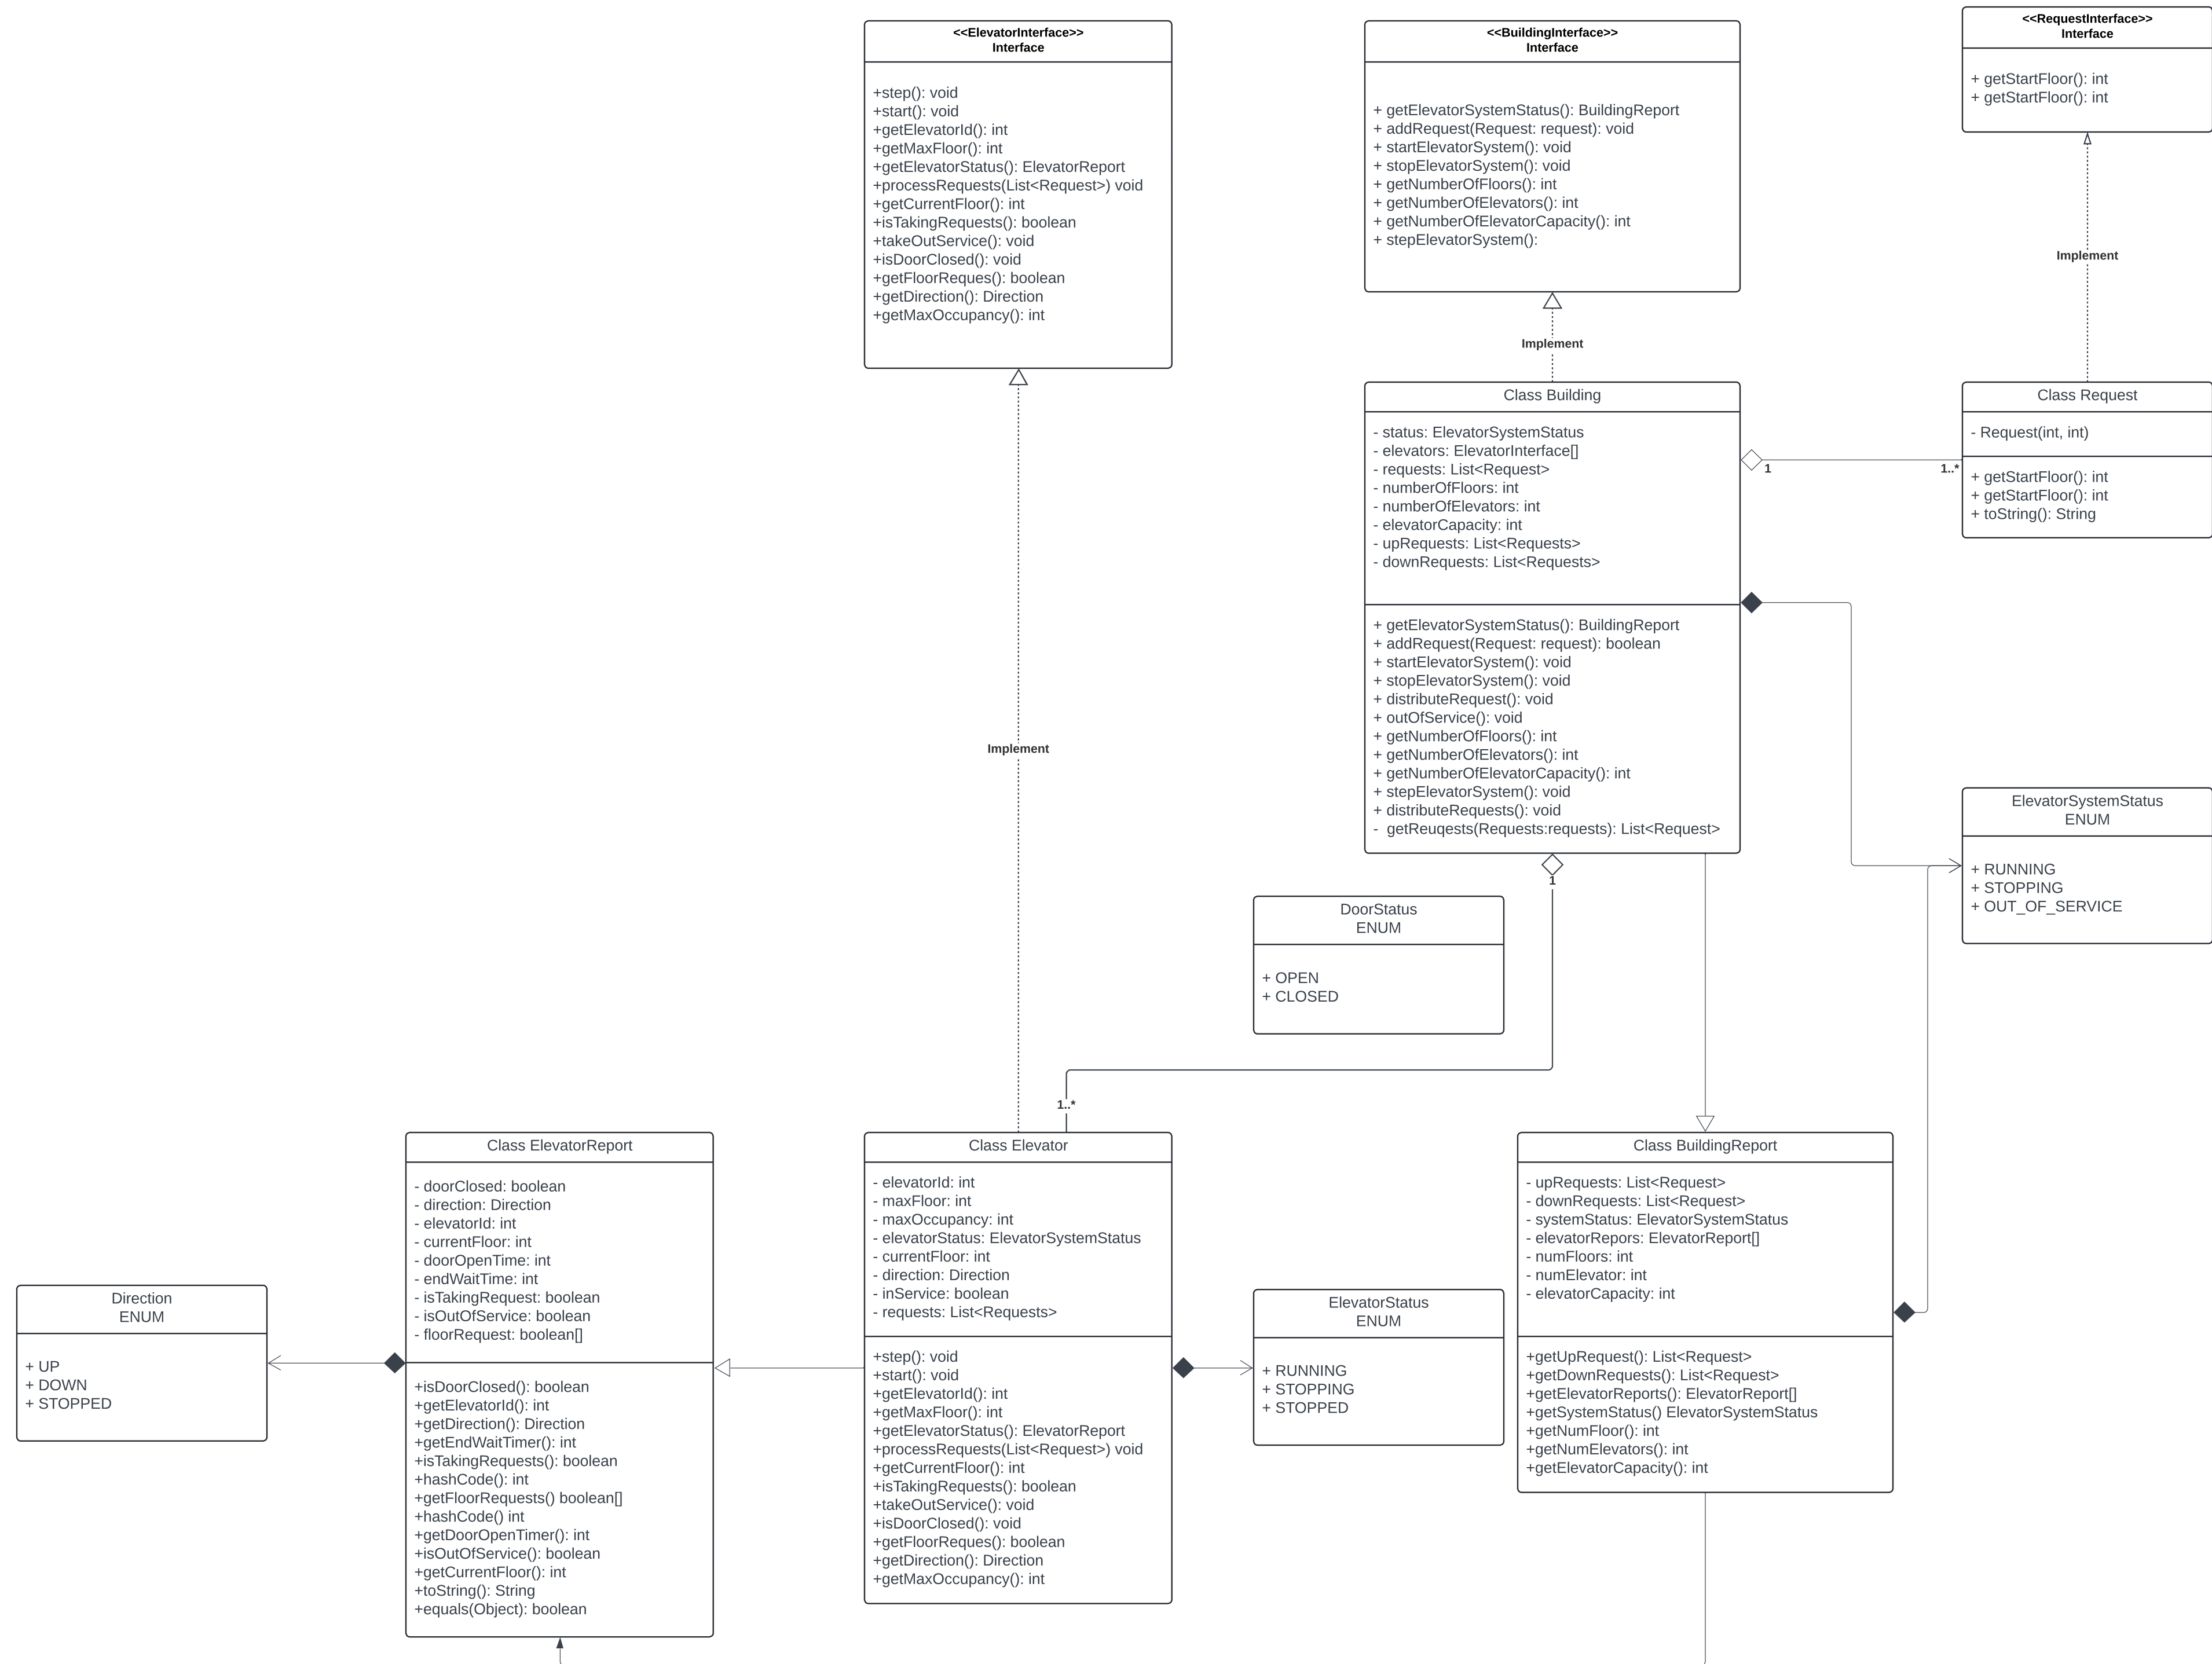 <<ElevatorInterface>>
Interface
+step(): void
+start(): void
+getElevatorId(): int
+getMaxFloor(): int
+getElevatorStatus(): ElevatorReport
+processRequests(List<Request>) void
+getCurrentFloor(): int
+isTakingRequests(): boolean
+takeOutService(): void
+isDoorClosed(): void
+getFloorReques(): boolean
+getDirection(): Direction
+getMaxOccupancy(): int
<<BuildingInterface>>
Interface
+ getElevatorSystemStatus(): BuildingReport
+ addRequest(Request: request): void
+ startElevatorSystem(): void
+ stopElevatorSystem(): void
+ getNumberOfFloors(): int
+ getNumberOfElevators(): int
+ getNumberOfElevatorCapacity(): int
+ stepElevatorSystem():
<<RequestInterface>>
Interface
+ getStartFloor(): int
+ getStartFloor(): int
Implement
Implement
Implement
Class Building
- status: ElevatorSystemStatus
- elevators: ElevatorInterface[]
- requests: List<Request>
- numberOfFloors: int
- numberOfElevators: int
- elevatorCapacity: int
- upRequests: List<Requests>
- downRequests: List<Requests>
+ getElevatorSystemStatus(): BuildingReport
+ addRequest(Request: request): boolean
+ startElevatorSystem(): void
+ stopElevatorSystem(): void
+ distributeRequest(): void
+ outOfService(): void
+ getNumberOfFloors(): int
+ getNumberOfElevators(): int
+ getNumberOfElevatorCapacity(): int
+ stepElevatorSystem(): void
+ distributeRequests(): void
- getReuqests(Requests:requests): List<Request>
1
1..*
Class Request
- Request(int, int)
+ getStartFloor(): int
+ getStartFloor(): int
+ toString(): String
ElevatorSystemStatus
ENUM
+ RUNNING
+ STOPPING
+ OUT_OF_SERVICE
1
1..*
DoorStatus
ENUM
+ OPEN
+ CLOSED
Direction
ENUM
+ UP
+ DOWN
+ STOPPED
Class ElevatorReport
- doorClosed: boolean
- direction: Direction
- elevatorId: int
- currentFloor: int
- doorOpenTime: int
- endWaitTime: int
- isTakingRequest: boolean
- isOutOfService: boolean
- floorRequest: boolean[]
+isDoorClosed(): boolean
+getElevatorId(): int
+getDirection(): Direction
+getEndWaitTimer(): int
+isTakingRequests(): boolean
+hashCode(): int
+getFloorRequests() boolean[]
+hashCode() int
+getDoorOpenTimer(): int
+isOutOfService(): boolean
+getCurrentFloor(): int
+toString(): String
+equals(Object): boolean
Class Elevator
- elevatorId: int
- maxFloor: int
- maxOccupancy: int
- elevatorStatus: ElevatorSystemStatus
- currentFloor: int
- direction: Direction
- inService: boolean
- requests: List<Requests>
+step(): void
+start(): void
+getElevatorId(): int
+getMaxFloor(): int
+getElevatorStatus(): ElevatorReport
+processRequests(List<Request>) void
+getCurrentFloor(): int
+isTakingRequests(): boolean
+takeOutService(): void
+isDoorClosed(): void
+getFloorReques(): boolean
+getDirection(): Direction
+getMaxOccupancy(): int
ElevatorStatus
ENUM
+ RUNNING
+ STOPPING
+ STOPPED
Class BuildingReport
- upRequests: List<Request>
- downRequests: List<Request>
- systemStatus: ElevatorSystemStatus
- elevatorRepors: ElevatorReport[]
- numFloors: int
- numElevator: int
- elevatorCapacity: int
+getUpRequest(): List<Request>
+getDownRequests(): List<Request>
+getElevatorReports(): ElevatorReport[]
+getSystemStatus() ElevatorSystemStatus
+getNumFloor(): int
+getNumElevators(): int
+getElevatorCapacity(): int